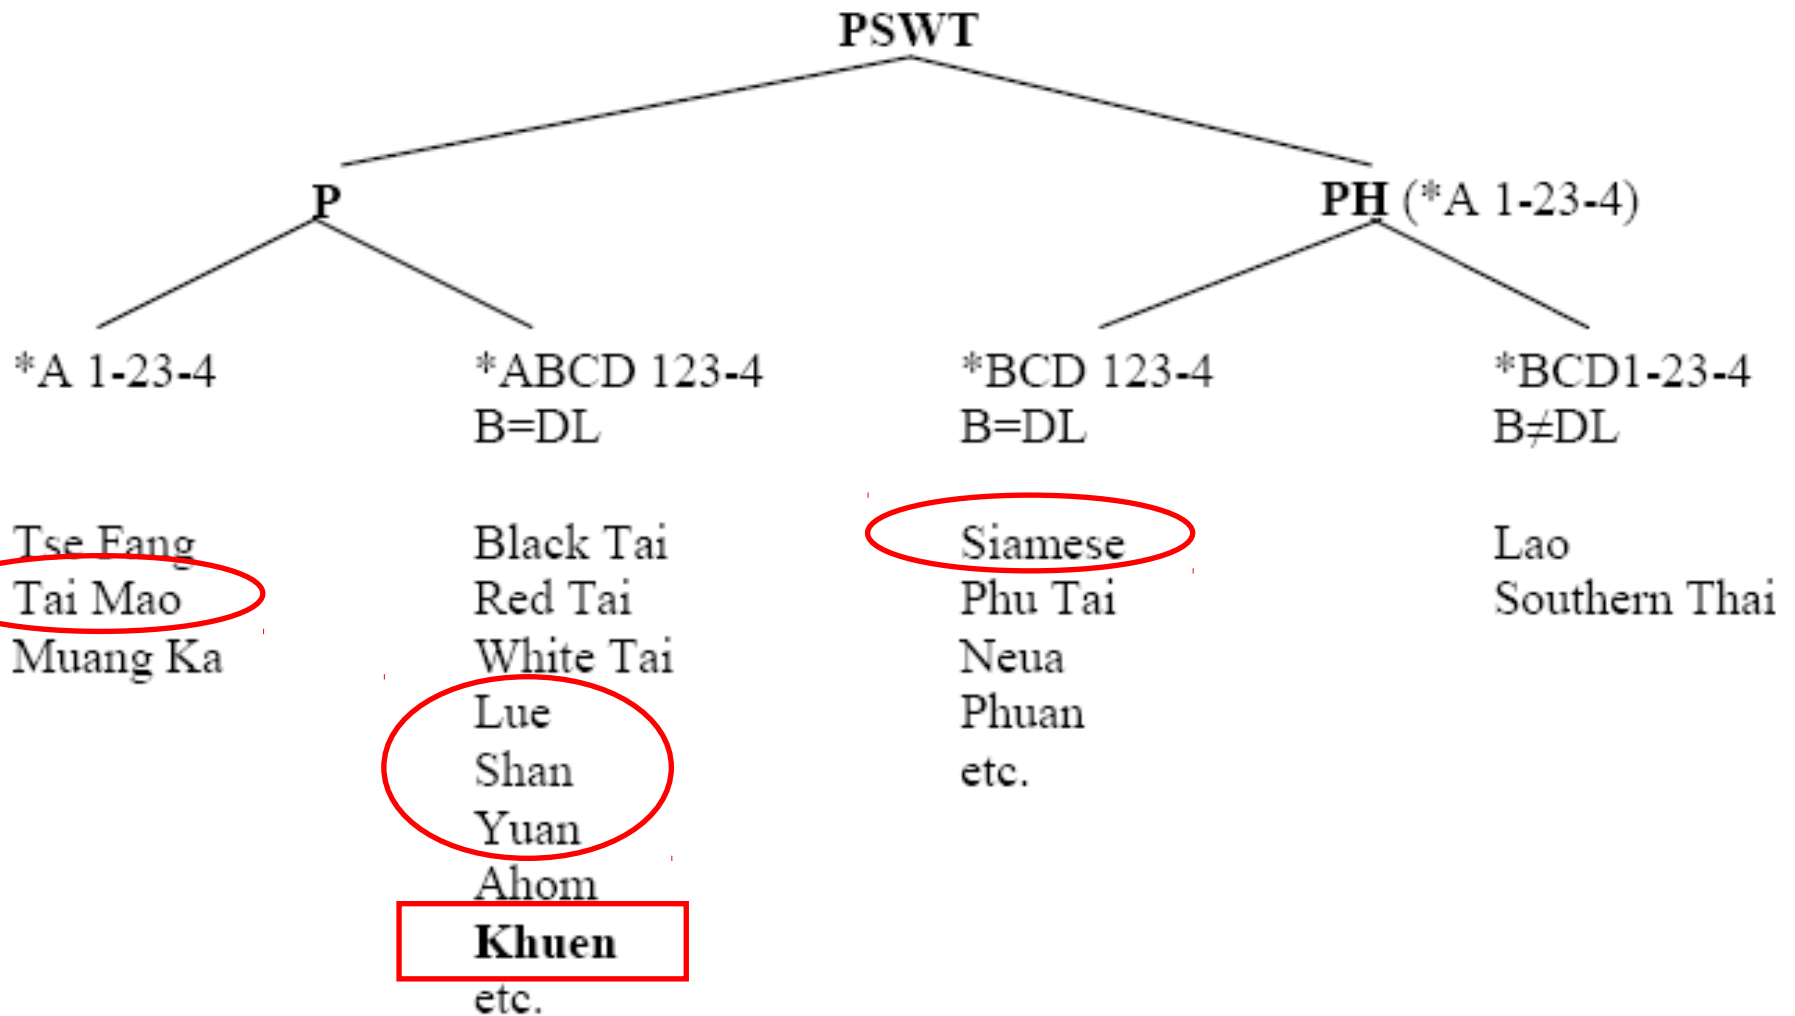 PSWT
P
PH (*A 1-23-4)
*A 1-23-4
Tse Fang
Tai Mao
Muang Ka
*ABCD 123-4
B=DL
Black Tai
Red Tai
White Tai
Lue
Shan
Yuan
Ahom
Khuen
etc.
*BCD 123-4
B=DL
Siamese
Phu Tai
Neua
Phuan
etc.
*BCD1-23-4
B≠DL
Lao
Southern Thai